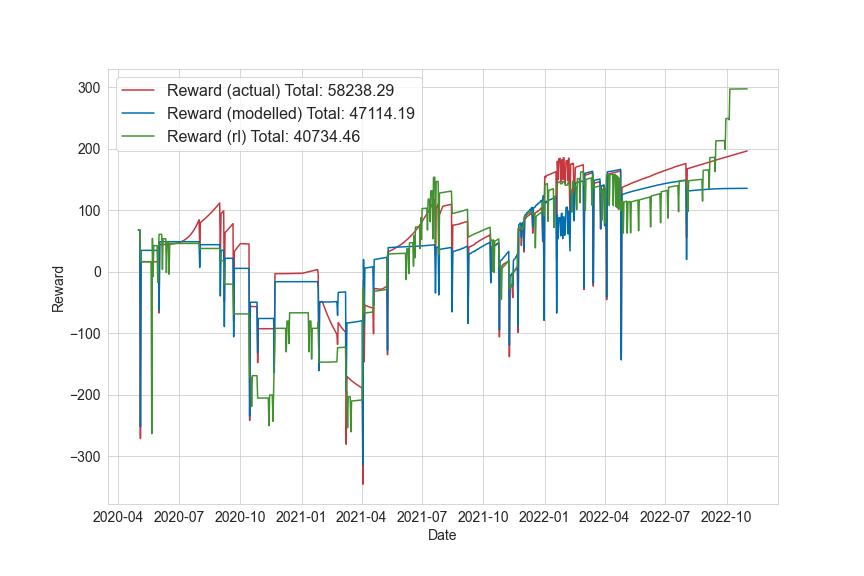 Reward (actual) Total: 58238.29
Reward (modelled) Total: 47114.19
Reward (rl) Total: 40734.46
300
200
100
0
−100
−200
−300
Reward
2020-04 2020-07 2020-10 2021-01 2021-04 2021-07 2021-10 2022-01 2022-04 2022-07 2022-10
Date